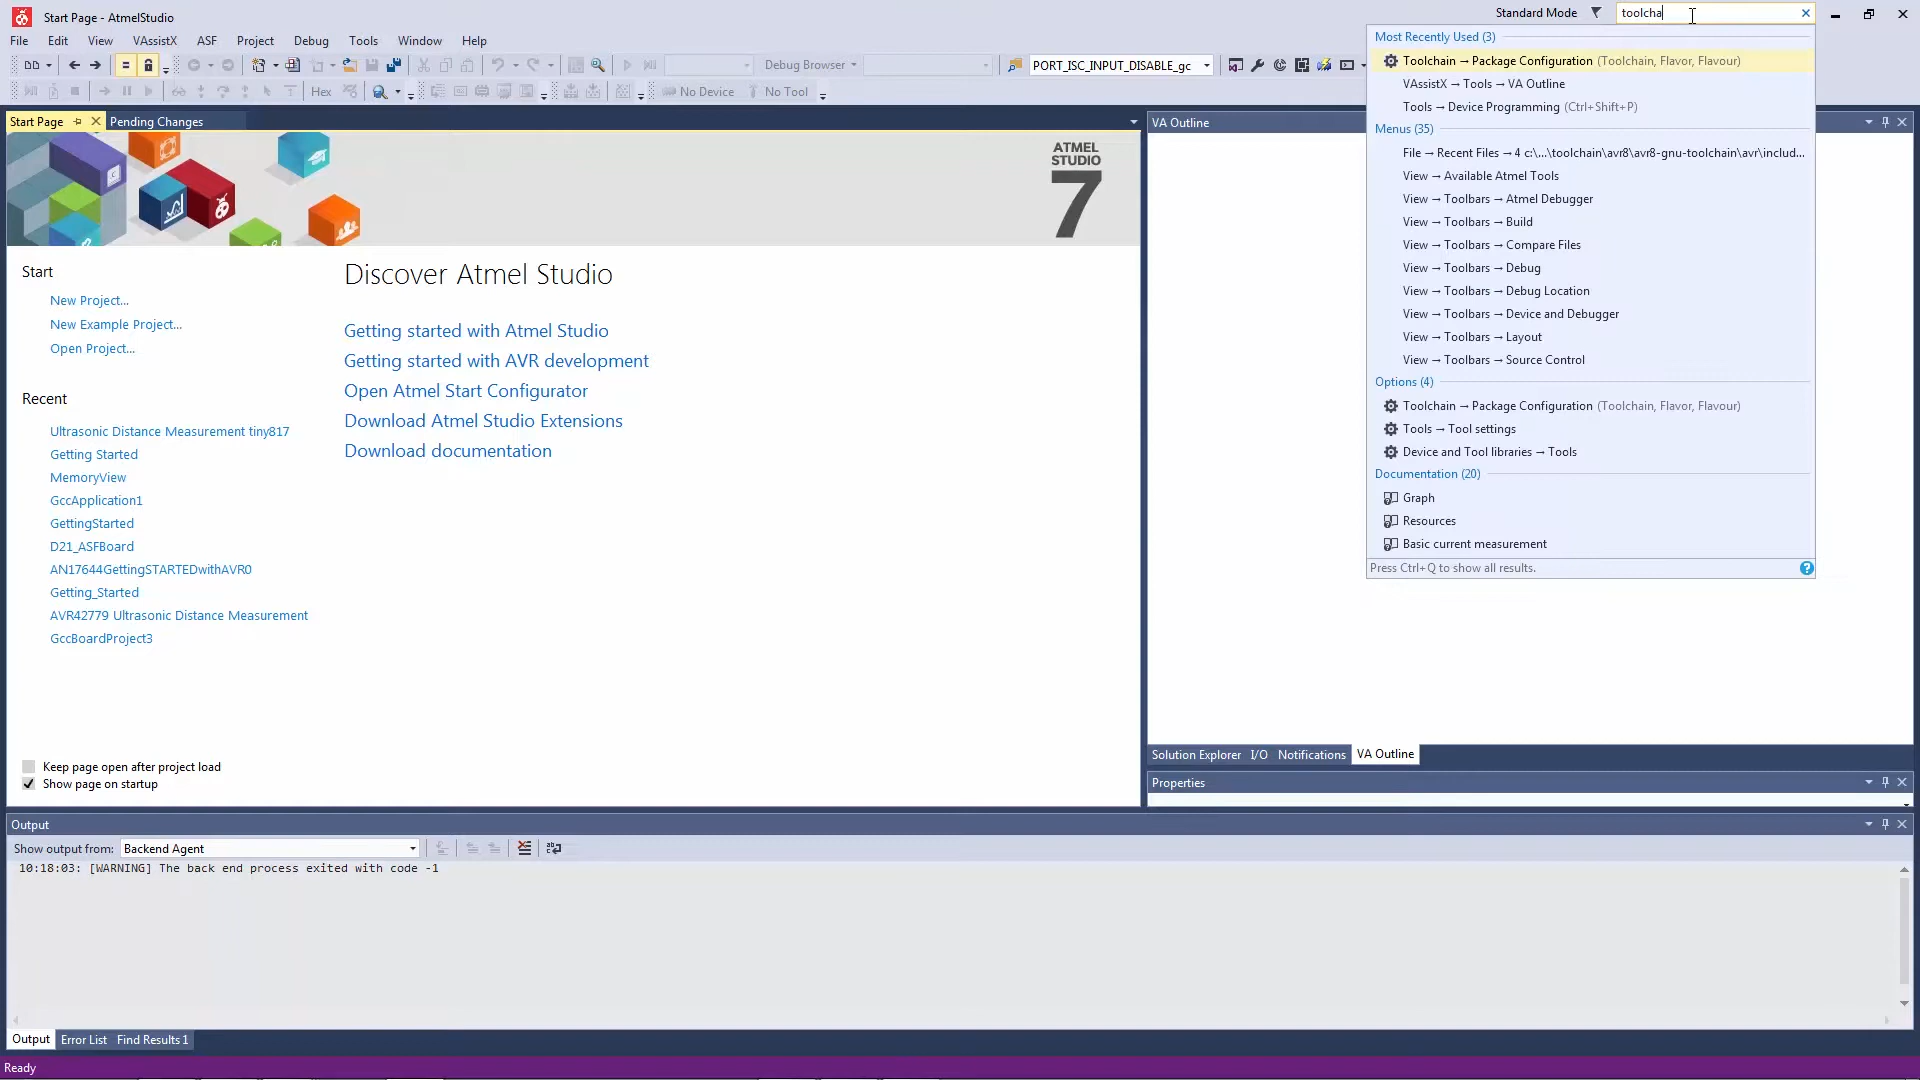 Start Page - AtmelStudio
Standard Mode
toolcha
File Edit View VAssistX ASF Project Debug Tools Window Help
Debug Browser
PORT_ISC_INPUT_DISABLE_gc
Hex
No Device
No Tool
Start Page
Pending Changes
ATMEL
STUDIO
7
Start
New Project...
New Example Project...
Open Project...
Recent
Ultrasonic Distance Measurement tiny817
Getting Started
MemoryView
GccApplication1
GettingStarted
D21_ASFBoard
AN17644GettingSTARTEDwithAVR0
Getting_Started
AVR42779 Ultrasonic Distance Measurement
GccBoardProject3
Keep page open after project load
Show page on startup
Discover Atmel Studio
Getting started with Atmel Studio
Getting started with AVR development
Open Atmel Start Configurator
Download Atmel Studio Extensions
Download documentation
VA Outline
Most Recently Used (3)
Toolchain → Package Configuration (Toolchain, Flavor, Flavour)
VAssistX → Tools → VA Outline
Tools → Device Programming (Ctrl+Shift+P)
Menus (35)
File → Recent Files → 4 c:\...\toolchain\avr8\avr8-gnu-toolchain\avr\includ...
View → Available Atmel Tools
View → Toolbars → Atmel Debugger
View → Toolbars → Build
View → Toolbars → Compare Files
View → Toolbars → Debug
View → Toolbars → Debug Location
View → Toolbars → Device and Debugger
View → Toolbars → Layout
View → Toolbars → Source Control
Options (4)
Toolchain → Package Configuration (Toolchain, Flavor, Flavour)
Tools → Tool settings
Device and Tool libraries → Tools
Documentation (20)
Graph
Resources
Basic current measurement
Press Ctrl+Q to show all results.
Solution Explorer I/O Notifications VA Outline
Properties
Output
Show output from: Backend Agent
10:18:03: [WARNING] The back end process exited with code -1
Output Error List Find Results 1
Ready